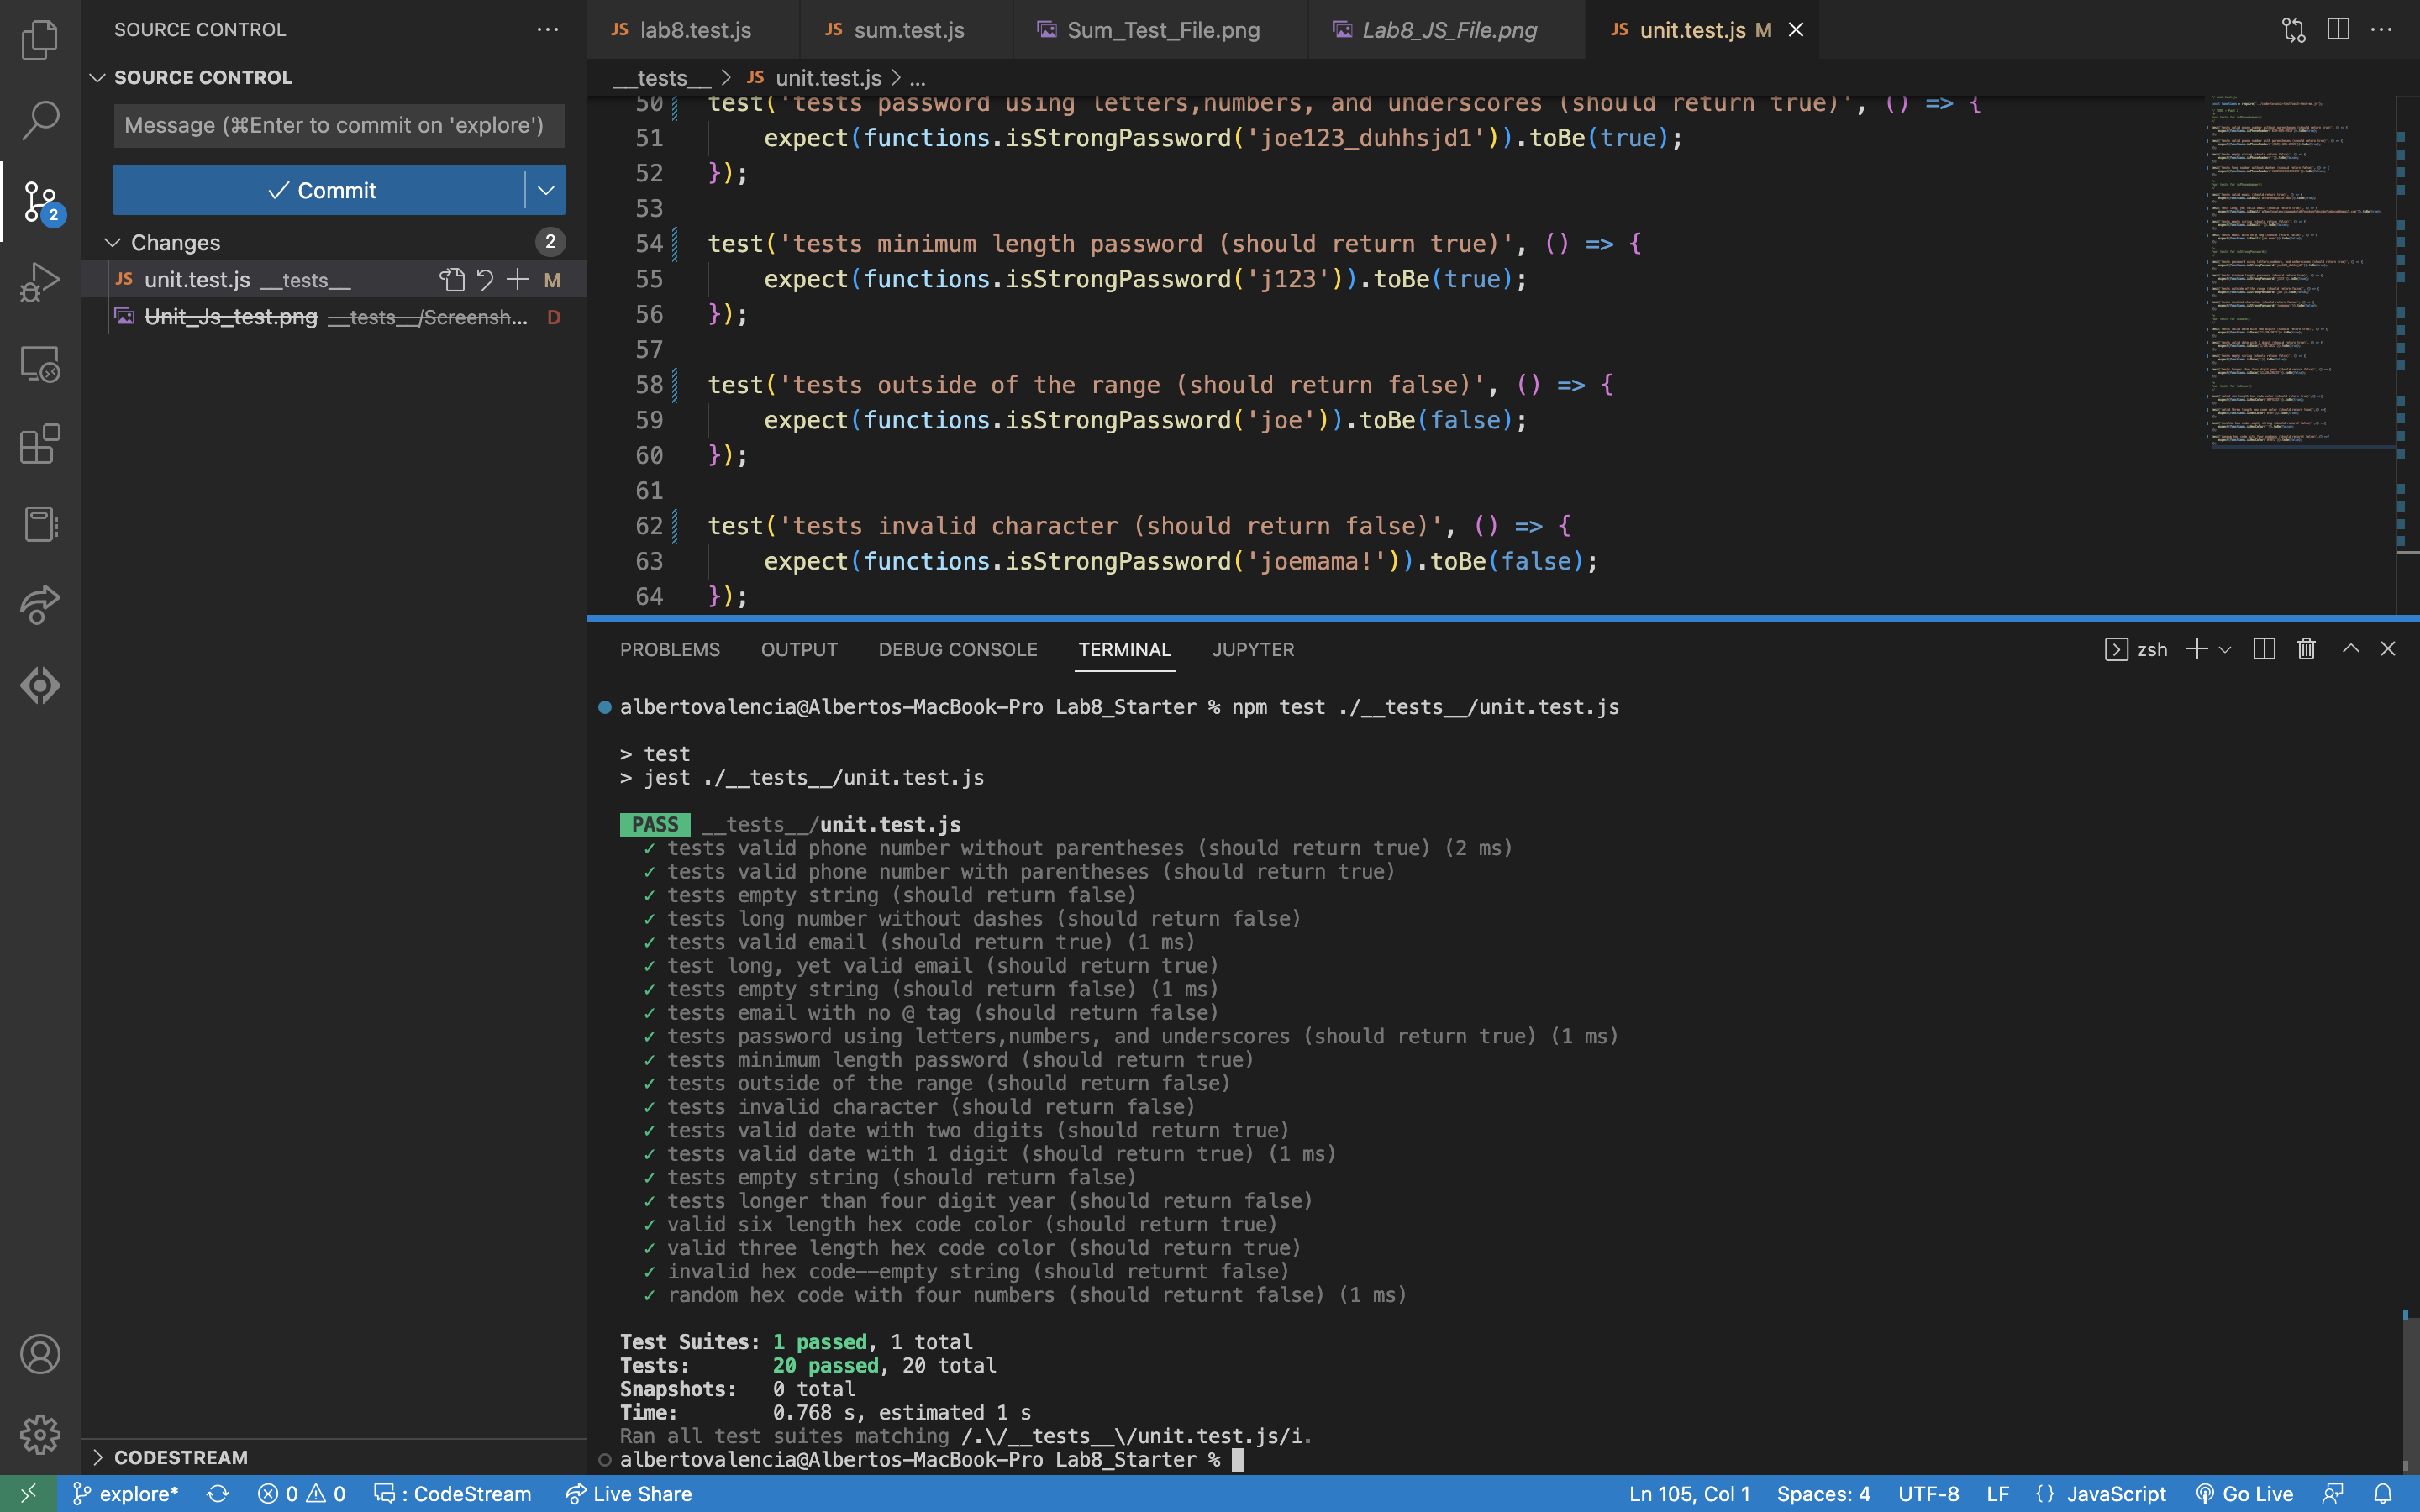 SOURCE CONTROL
SOURCE CONTROL
Message (⌘Enter to commit on 'explore')
Commit
Changes 2
JS unit.test.js __tests__ M
Unit_Js_test.png __tests__/Screensh... D
2
CODESTREAM
JS lab8.test.js
JS sum.test.js
Sum_Test_File.png
Lab8_JS_File.png
JS unit.test.js M
__tests__ > JS unit.test.js > ...
50 test('tests password using letters,numbers, and underscores (should return true)', () => {
51 expect(functions.isStrongPassword('joe123_duhhsjd1')).toBe(true);
52 });
53
54 test('tests minimum length password (should return true)', () => {
55 expect(functions.isStrongPassword('j123')).toBe(true);
56 });
57
58 test('tests outside of the range (should return false)', () => {
59 expect(functions.isStrongPassword('joe')).toBe(false);
60 });
61
62 test('tests invalid character (should return false)', () => {
63 expect(functions.isStrongPassword('joemama!')).toBe(false);
64 });
PROBLEMS OUTPUT DEBUG CONSOLE TERMINAL JUPYTER
zsh
albertovalencia@Albertos-MacBook-Pro Lab8_Starter % npm test ./__tests__/unit.test.js
> test
> jest ./__tests__/unit.test.js
PASS __tests__/unit.test.js
✓ tests valid phone number without parentheses (should return true) (2 ms)
✓ tests valid phone number with parentheses (should return true)
✓ tests empty string (should return false)
✓ tests long number without dashes (should return false)
✓ tests valid email (should return true) (1 ms)
✓ test long, yet valid email (should return true)
✓ tests empty string (should return false) (1 ms)
✓ tests email with no @ tag (should return false)
✓ tests password using letters,numbers, and underscores (should return true) (1 ms)
✓ tests minimum length password (should return true)
✓ tests outside of the range (should return false)
✓ tests invalid character (should return false)
✓ tests valid date with two digits (should return true)
✓ tests valid date with 1 digit (should return true) (1 ms)
✓ tests empty string (should return false)
✓ tests longer than four digit year (should return false)
✓ valid six length hex code color (should return true)
✓ valid three length hex code color (should return true)
✓ invalid hex code--empty string (should returnt false)
✓ random hex code with four numbers (should returnt false) (1 ms)
Test Suites: 1 passed, 1 total
Tests: 20 passed, 20 total
Snapshots: 0 total
Time: 0.768 s, estimated 1 s
Ran all test suites matching /.\/__tests__\/unit.test.js/i.
albertovalencia@Albertos-MacBook-Pro Lab8_Starter %
explore* 0 0 : CodeStream Live Share Ln 105, Col 1 Spaces: 4 UTF-8 LF {} JavaScript Go Live